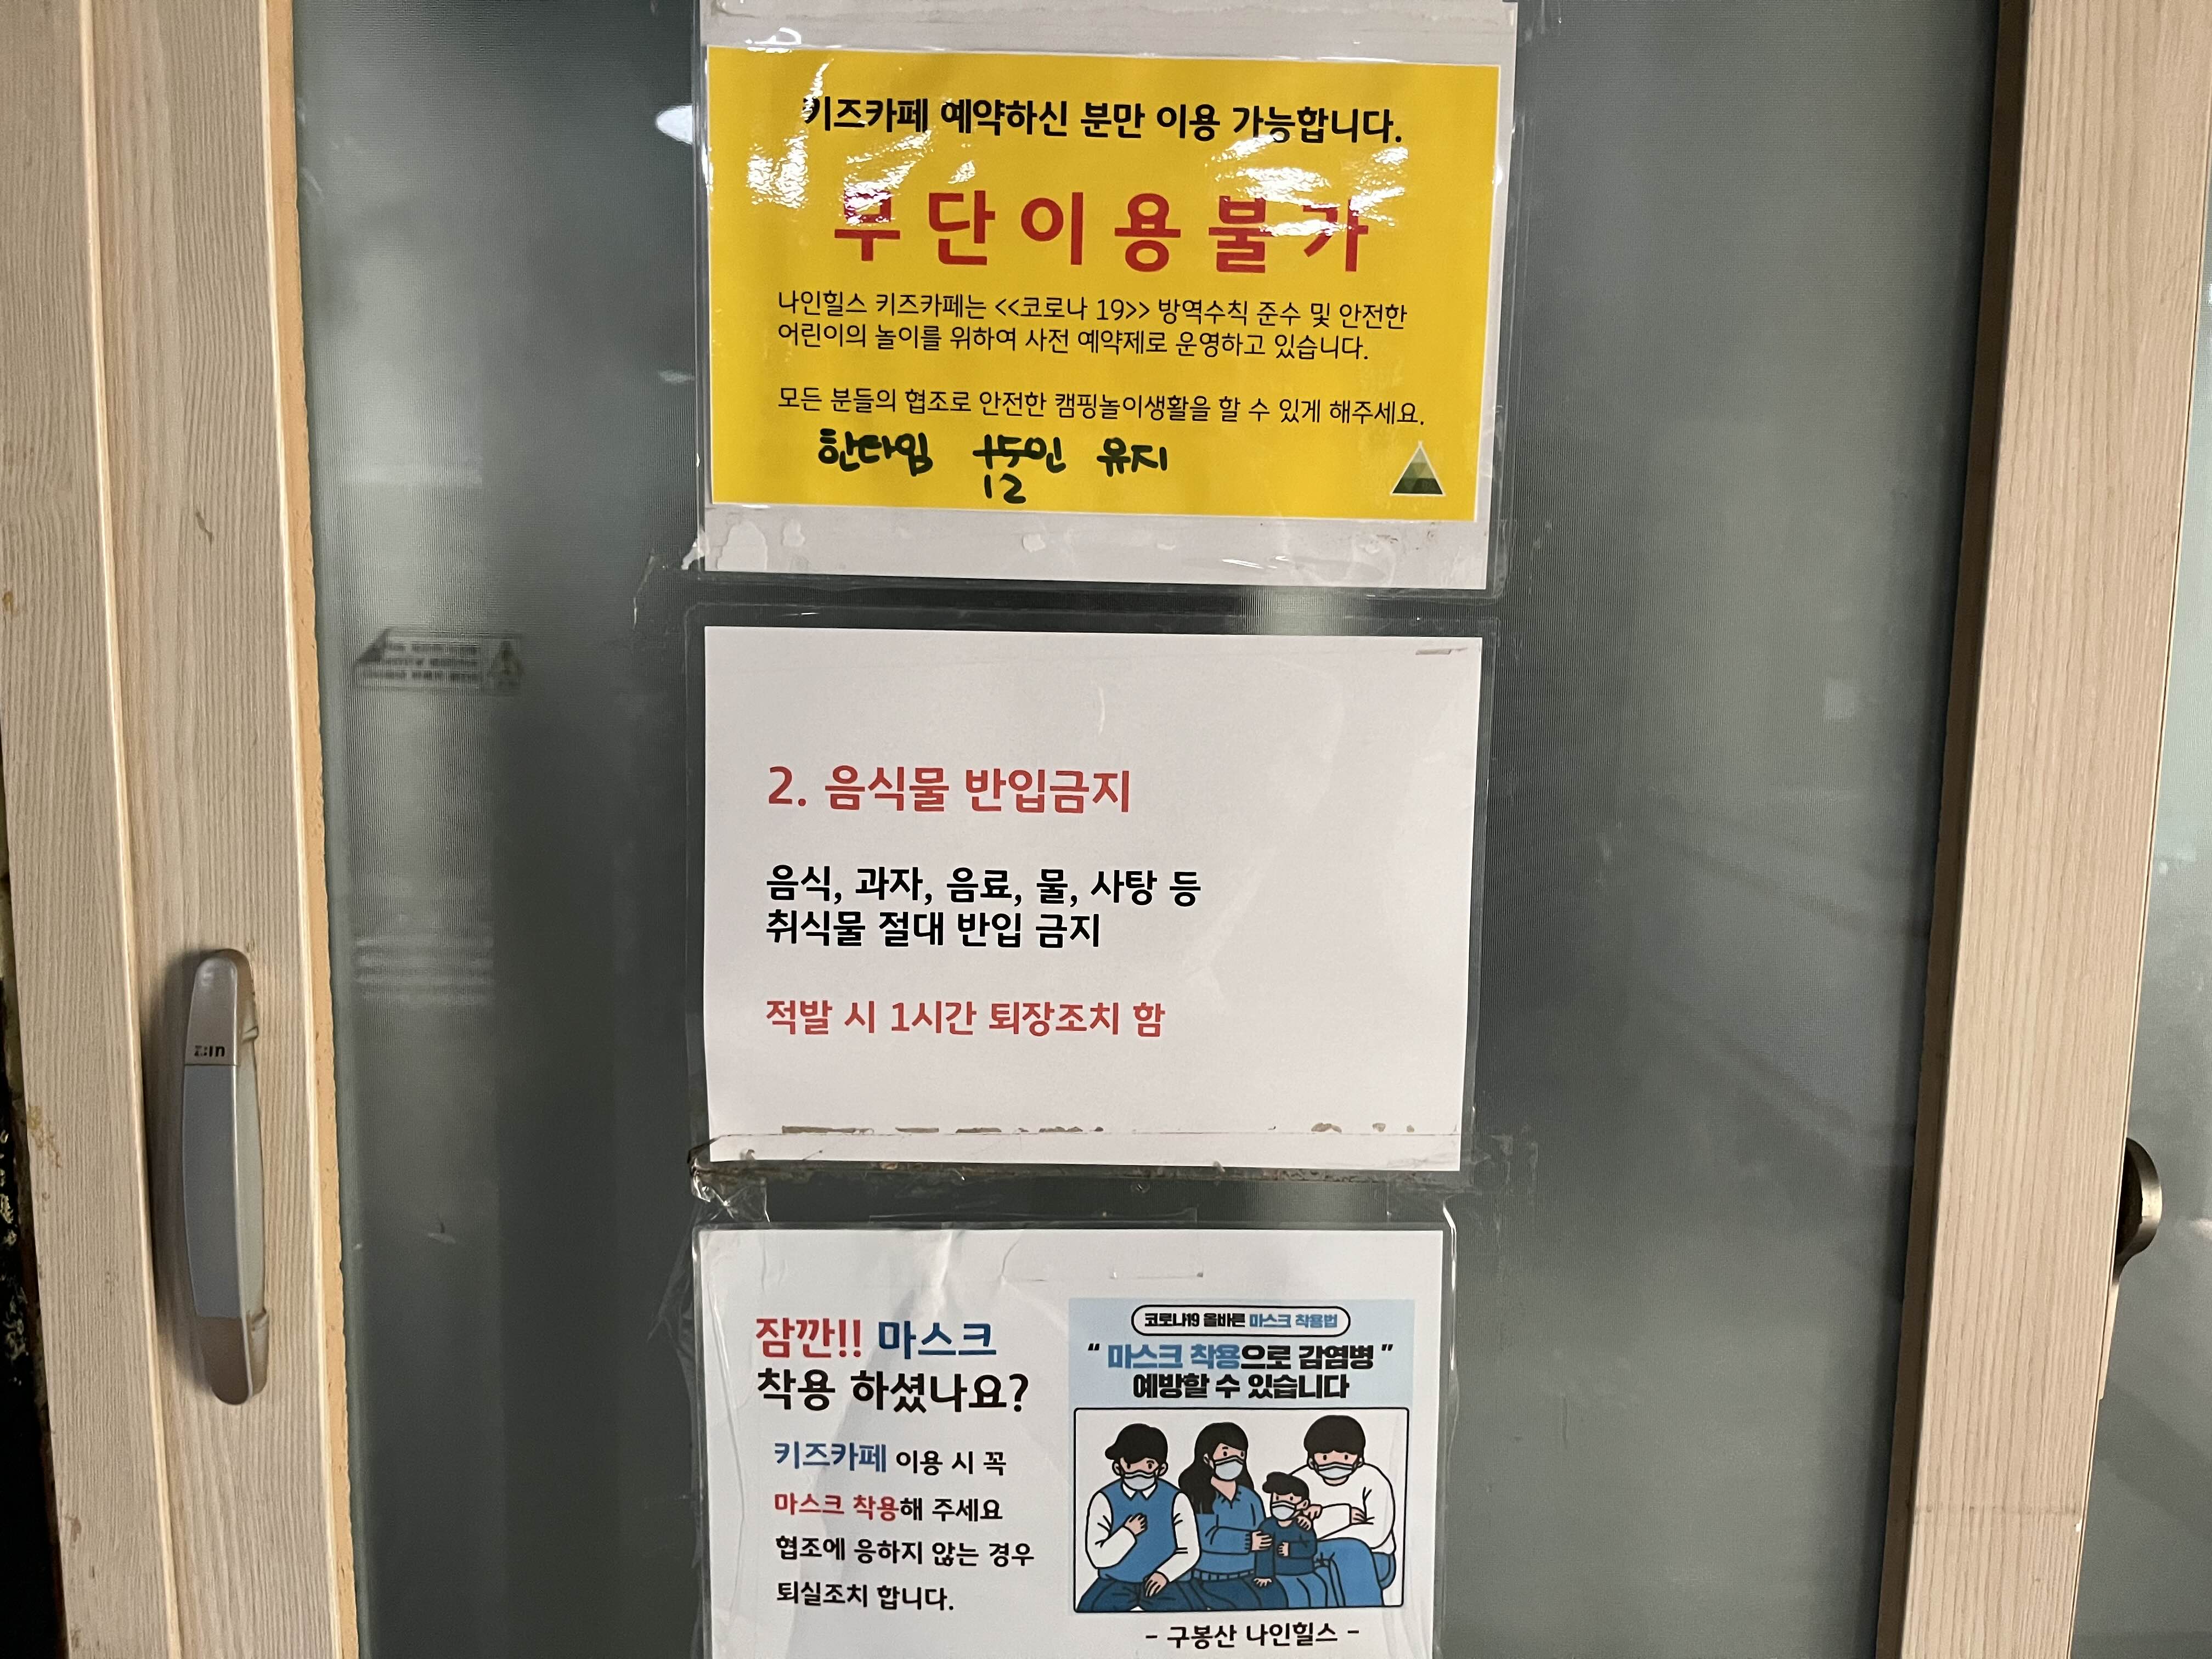 키즈카페 예약하신 분만 이용 가능합니다.
무단이용불가
나인힐스 키즈카페는 <<코로나 19>> 방역수칙 준수 및 안전한
어린이의 놀이를 위하여 사전 예약제로 운영하고 있습니다.
모든 분들의 협조로 안전한 캠핑놀이생활을 할 수 있게 해주세요.
한타임 15인 유지
12
2. 음식물 반입금지
음식, 과자, 음료, 물, 사탕 등
취식물 절대 반입 금지
적발 시 1시간 퇴장조치 함
잠깐!! 마스크
착용 하셨나요?
키즈카페 이용 시 꼭
마스크 착용해 주세요
협조에 응하지 않는 경우
퇴실조치 합니다.
코로나19 올바른 마스크 착용법
“ 마스크 착용으로 감염병 ”
예방할 수 있습니다
- 구봉산 나인힐스 -
Z:IN